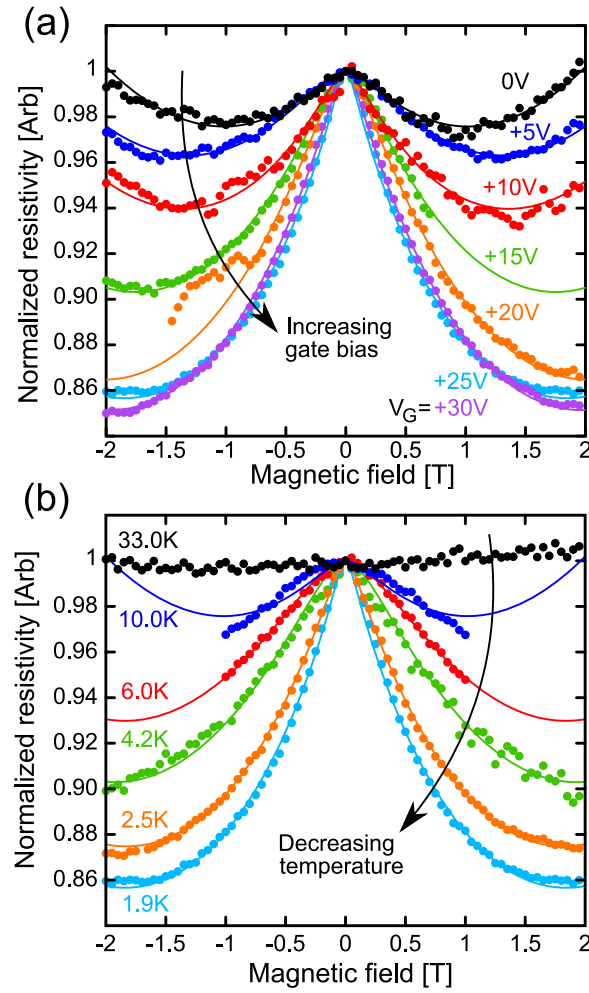 (a)
Normalized resistivity [Arb]
1
0.98
0.96
0.94
0.92
0.90
0.88
0.86
0V
+5V
+10V
+15V
+20V
+25V
V_G= +30V
Increasing
gate bias
-2 -1.5 -1 -0.5 0 0.5 1 1.5 2
Magnetic field [T]
(b)
Normalized resistivity [Arb]
1
0.98
0.96
0.94
0.92
0.90
0.88
0.86
33.0K
10.0K
6.0K
4.2K
2.5K
1.9K
Decreasing
temperature
-2 -1.5 -1 -0.5 0 0.5 1 1.5 2
Magnetic field [T]